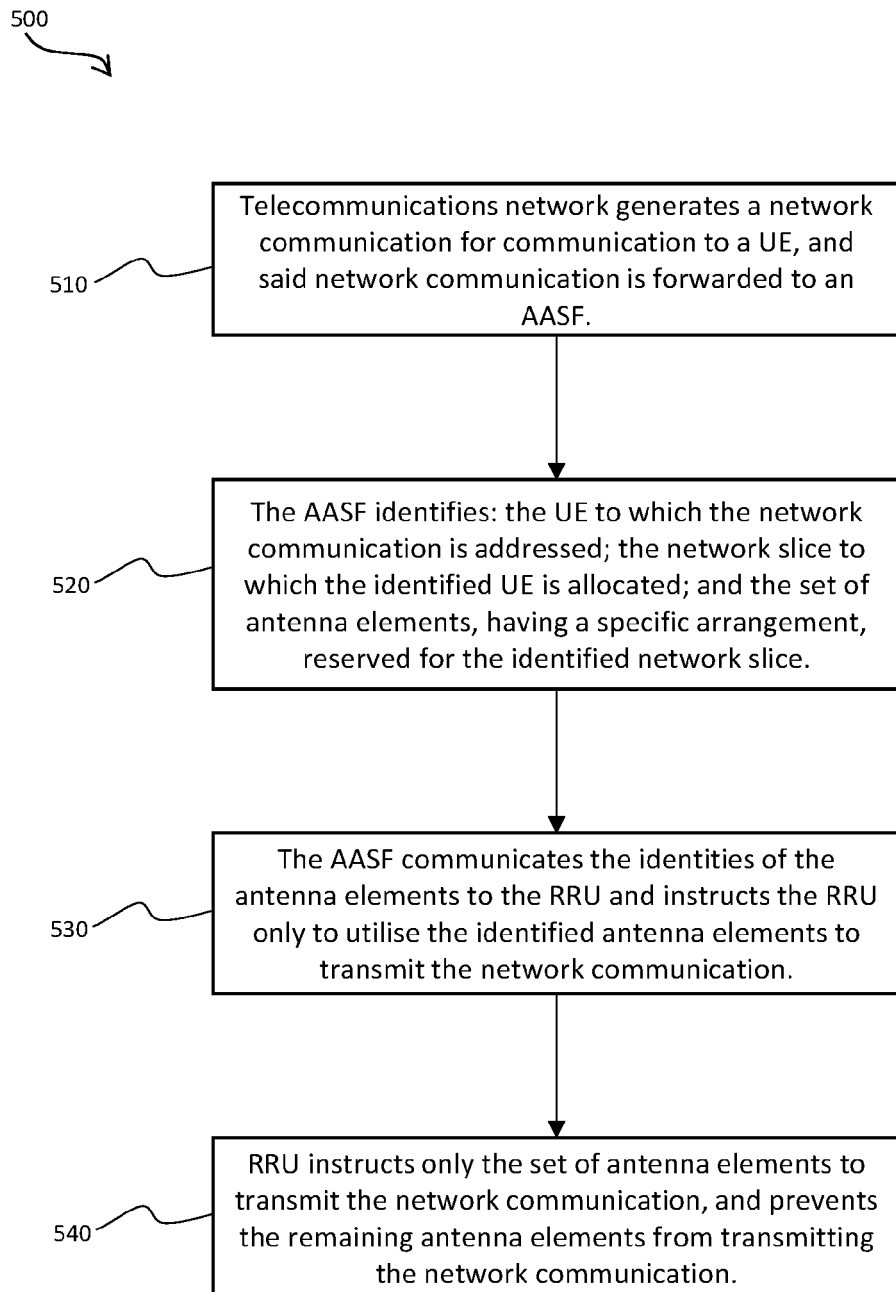 500
Telecommunications network generates a network
communication for communication to a UE, and
said network communication is forwarded to an
AASF.
510
The AASF identifies: the UE to which the network
communication is addressed; the network slice to
which the identified UE is allocated; and the set of
antenna elements, having a specific arrangement,
reserved for the identified network slice.
520
The AASF communicates the identities of the
antenna elements to the RRU and instructs the RRU
only to utilise the identified antenna elements to
transmit the network communication.
530
RRU instructs only the set of antenna elements to
transmit the network communication, and prevents
the remaining antenna elements from transmitting
the network communication.
540